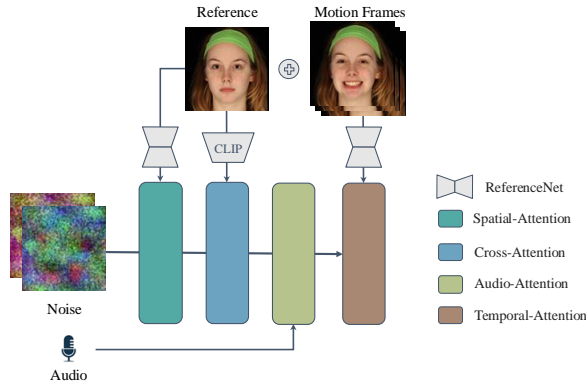 Reference
Motion Frames
CLIP
ReferenceNet
Spatial-Attention
Cross-Attention
Audio-Attention
Temporal-Attention
Noise
Audio